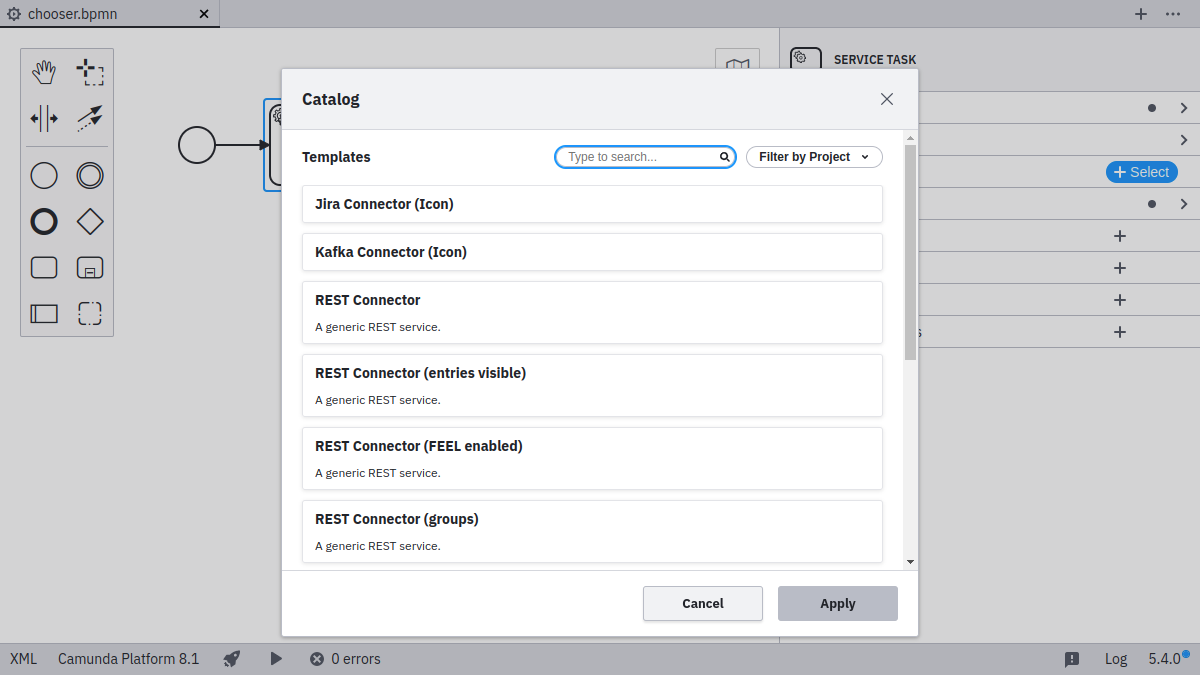 chooser.bpmn
SERVICE TASK
Catalog
Templates
Type to search...
Filter by Project
Select
Jira Connector (Icon)
Kafka Connector (Icon)
REST Connector
A generic REST service.
REST Connector (entries visible)
A generic REST service.
REST Connector (FEEL enabled)
A generic REST service.
REST Connector (groups)
A generic REST service.
Cancel
Apply
XML
Camunda Platform 8.1
0 errors
Log
5.4.0